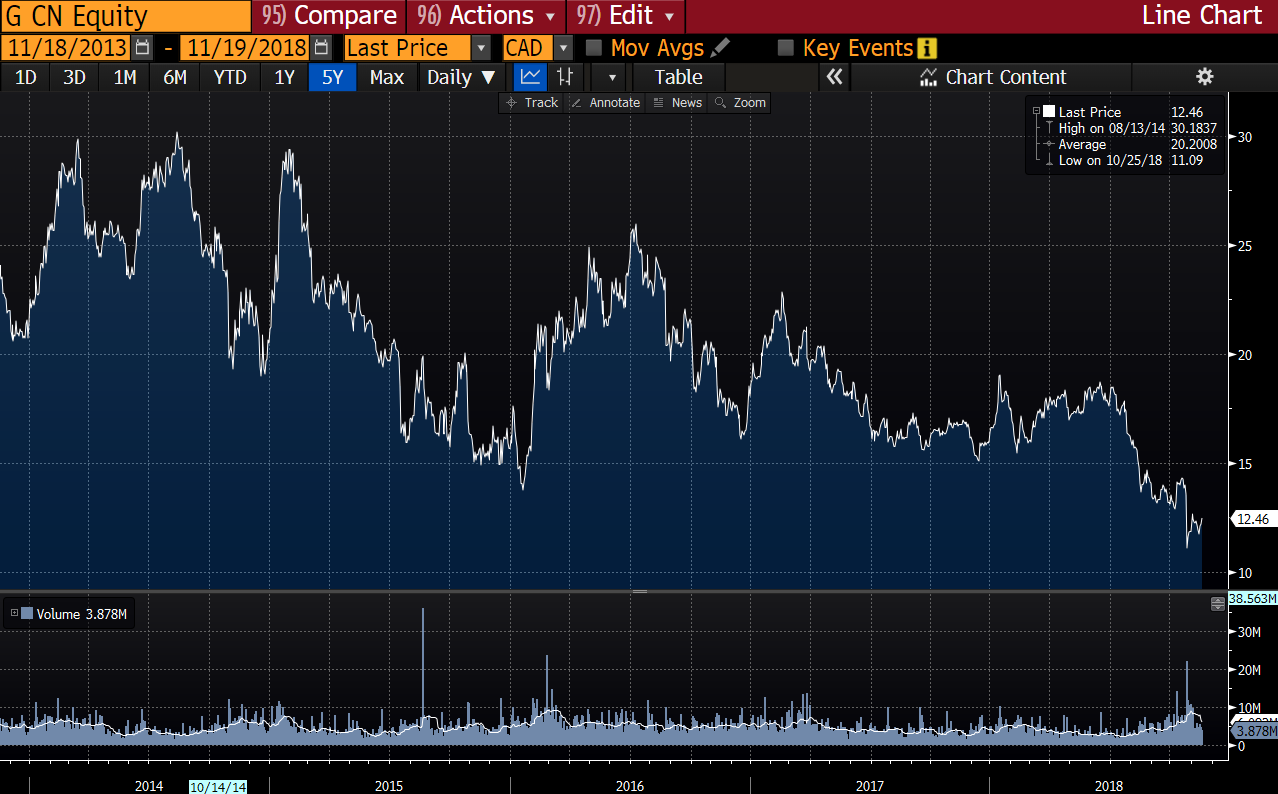 G CN Equity 95) Compare 96) Actions 97) Edit Line Chart
11/18/2013 - 11/19/2018 Last Price CAD Mov Avgs Key Events
1D 3D 1M 6M YTD 1Y 5Y Max Daily Table Chart Content
Track Annotate News Zoom
Last Price 12.46
High on 08/13/14 30.1837
Average 20.2008
Low on 10/25/18 11.09
30
25
20
15
12.46
10
38.563M
Volume 3.878M
30M
20M
10M
3.878M
0
2014 10/14/14 2015 2016 2017 2018